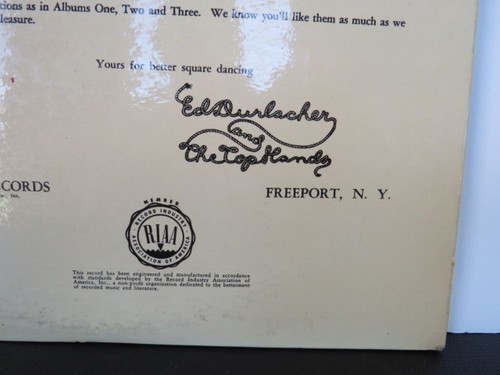 tions as in Albums One, Two and Three. We know you'll like them as much as we
leasure.
Yours for better square dancing
Ed Durlacher
and
The Top Hands
CORDS
FREEPORT, N. Y.
MEMBER
RECORD INDUSTRY
RIAA
ASSOCIATION OF AMERICA
This record has been engineered and manufactured in accordance
with standards developed by the Record Industry Association of
America, Inc., a non-profit organization dedicated to the betterment
of recorded music and literature.